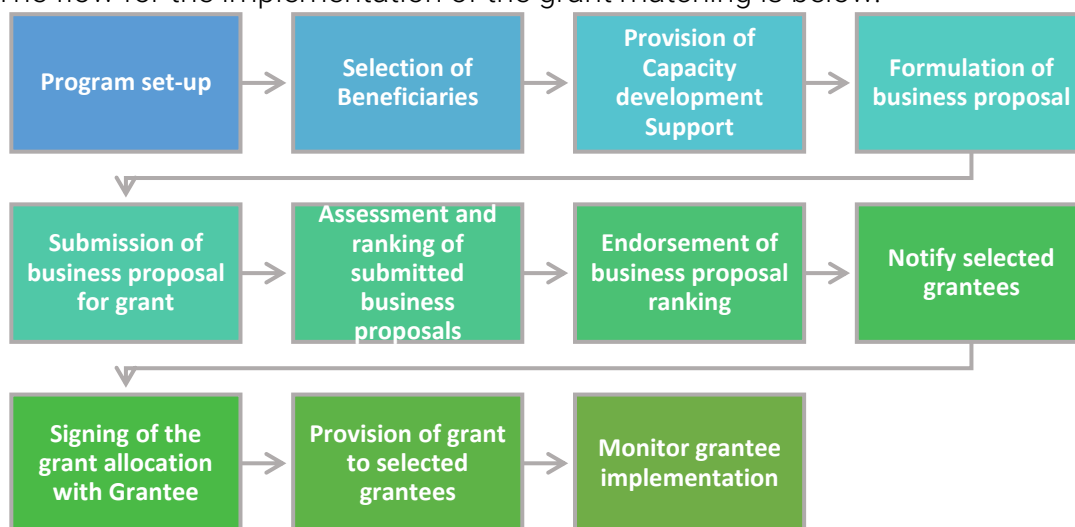 The flow for the implementation of the grant matching is below:
Program set-up
Selection of
Beneficiaries
Provision of
Capacity
development
Support
Formulation of
business proposal
Submission of
business proposal
for grant
Assessment and
ranking of
submitted
business
proposals
Endorsement of
business proposal
ranking
Notify selected
grantees
Signing of the
grant allocation
with Grantee
Provision of grant
to selected
grantees
Monitor grantee
implementation